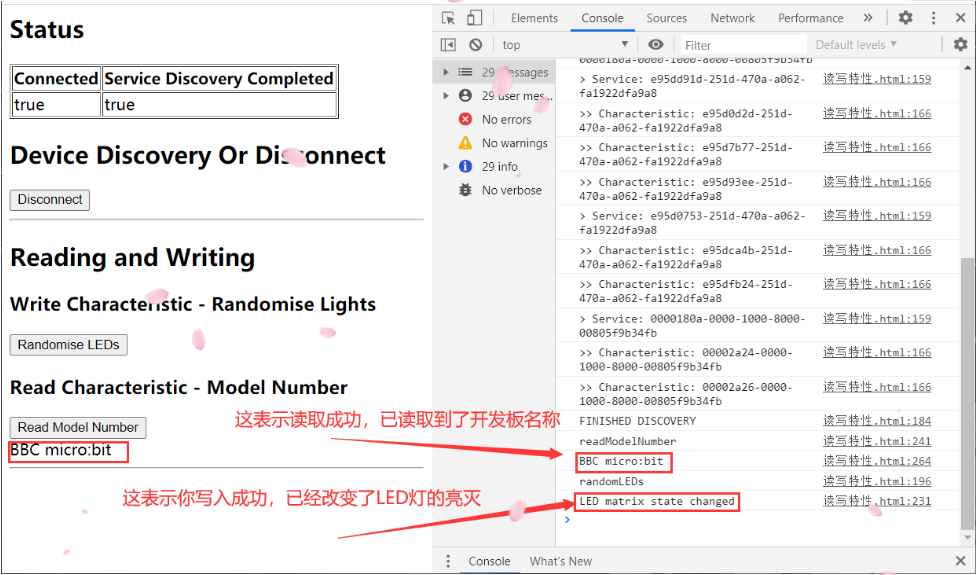 Status
Connected Service Discovery Completed
true true
Device Discovery Or Disconnect
Disconnect
Reading and Writing
Write Characteristic - Randomise Lights
Randomise LEDs
Read Characteristic - Model Number
Read Model Number
BBC micro:bit
这表示读取成功，已读取到了开发板名称
这表示你写入成功，已经改变了LED灯的亮灭
Elements Console Sources Network Performance »
top Filter Default levels
29 messages
29 user mes...
No errors
No warnings
29 info
No verbose
0000180a-0000-1000-8000-00805f9b34fb
> Service: e95dd91d-251d-470a-a062- 读写特性.html:159
fa1922dfa9a8
>> Characteristic: e95d0d2d-251d- 读写特性.html:166
470a-a062-fa1922dfa9a8
>> Characteristic: e95d7b77-251d- 读写特性.html:166
470a-a062-fa1922dfa9a8
>> Characteristic: e95d93ee-251d- 读写特性.html:166
470a-a062-fa1922dfa9a8
> Service: e95d0753-251d-470a-a062- 读写特性.html:159
fa1922dfa9a8
>> Characteristic: e95dca4b-251d- 读写特性.html:166
470a-a062-fa1922dfa9a8
>> Characteristic: e95dfb24-251d- 读写特性.html:166
470a-a062-fa1922dfa9a8
> Service: 0000180a-0000-1000-8000- 读写特性.html:159
00805f9b34fb
>> Characteristic: 00002a24-0000- 读写特性.html:166
1000-8000-00805f9b34fb
>> Characteristic: 00002a26-0000- 读写特性.html:166
1000-8000-00805f9b34fb
FINISHED DISCOVERY 读写特性.html:184
readModelNumber 读写特性.html:241
BBC micro:bit 读写特性.html:264
randomLEDs 读写特性.html:196
LED matrix state changed 读写特性.html:231
>
Console What's New